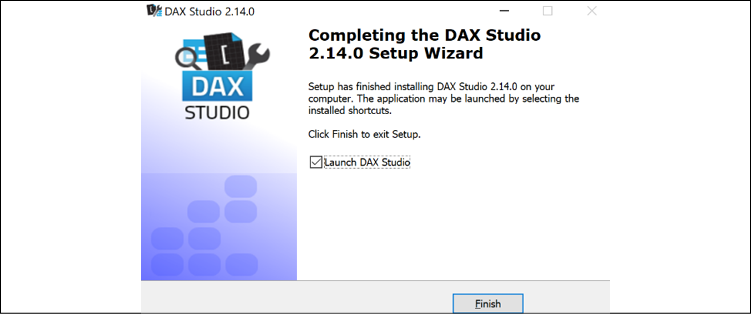 DAX Studio 2.14.0
Completing the DAX Studio
2.14.0 Setup Wizard
DAX
STUDIO
Setup has finished installing DAX Studio 2.14.0 on your
computer. The application may be launched by selecting the
installed shortcuts.
Click Finish to exit Setup.
Launch DAX Studio
Finish